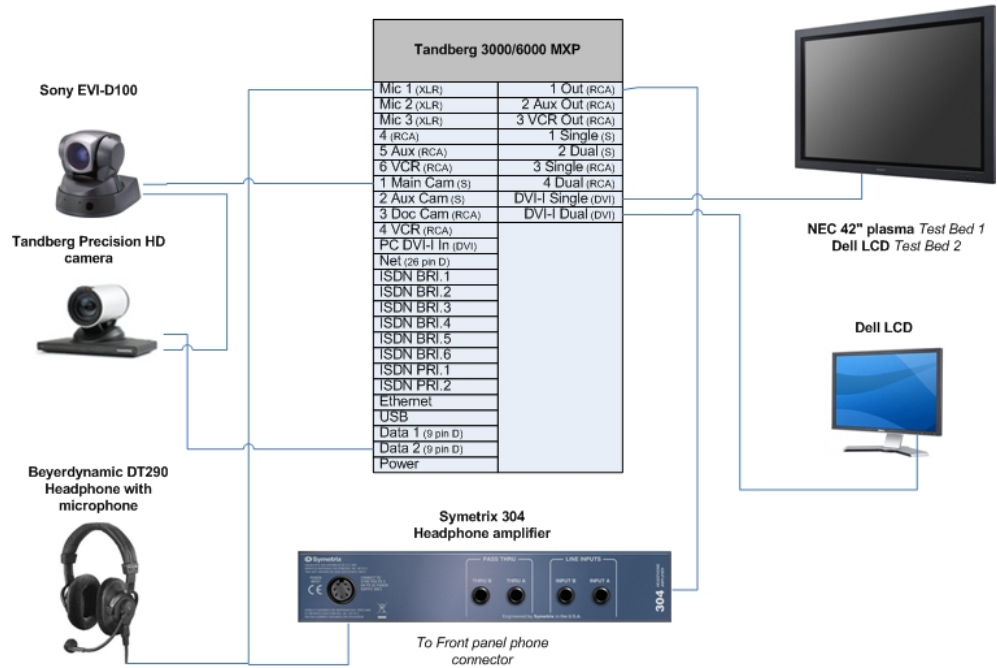 Tandberg 3000/6000 MXP
Sony EVI-D100
Mic 1 (XLR)
1 Out (RCA)
Mic 2 (XLR)
2 Aux Out (RCA)
Mic 3 (XLR)
3 VCR Out (RCA)
4 (RCA)
1 Single (S)
5 Aux (RCA)
2 Dual (S)
6 VCR (RCA)
3 Single (RCA)
1 Main Cam (S)
4 Dual (RCA)
2 Aux Cam (S)
DVI-I Single (DVI)
3 Doc Cam (RCA)
DVI-I Dual (DVI)
4 VCR (RCA)
PC DVI-I In (DVI)
Net (26 pin D)
ISDN BRI.1
ISDN BRI.2
ISDN BRI.3
ISDN BRI.4
ISDN BRI.5
ISDN BRI.6
ISDN PRI.1
ISDN PRI.2
Ethernet
USB
Data 1 (9 pin D)
Data 2 (9 pin D)
Power
NEC 42" plasma Test Bed 1
Dell LCD Test Bed 2
Tandberg Precision HD
camera
Dell LCD
Beyerdynamic DT290
Headphone with
microphone
Symetrix 304
Headphone amplifier
Symetrix
PASS THRU
LINE INPUTS
THRU B
THRU A
INPUT B
INPUT A
CE
304
Engineered by Symetrix in the U.S.A.
To Front panel phone
connector